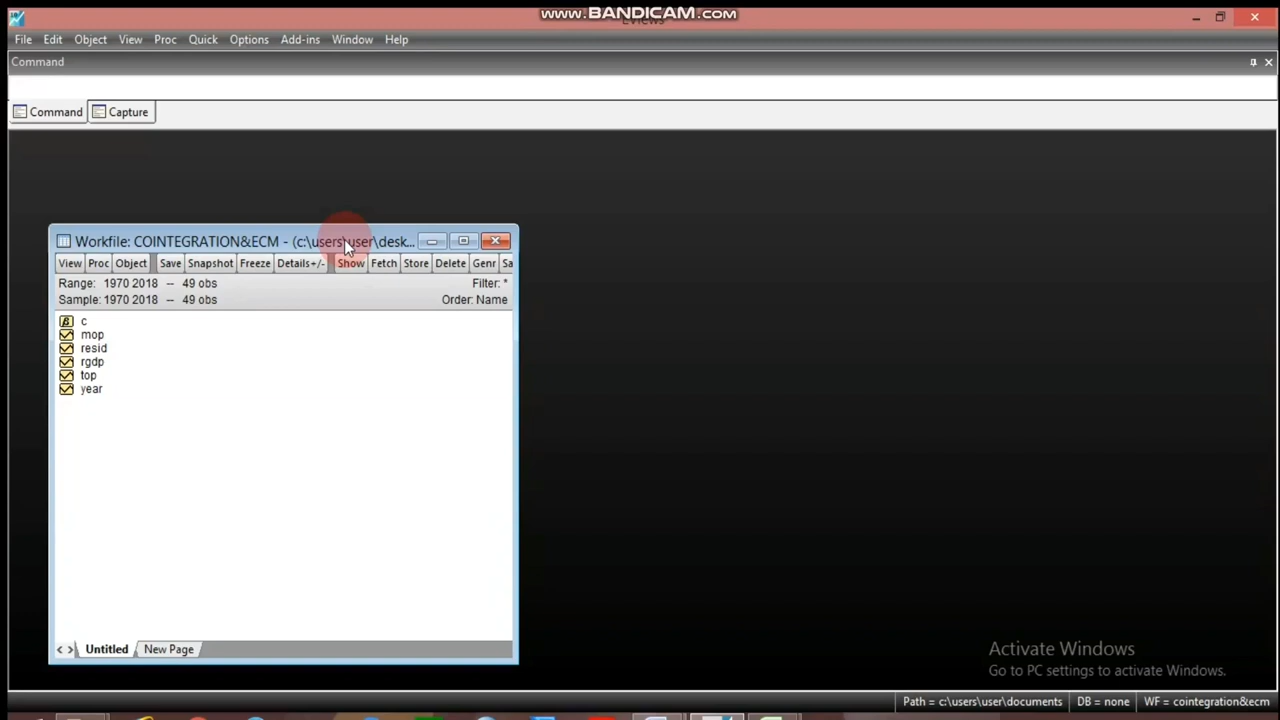 www.BANDICAM.com
EViews
File Edit Object View Proc Quick Options Add-ins Window Help
Command
Command Capture
Workfile: COINTEGRATION&ECM - (c:\users\user\desk...
View Proc Object Save Snapshot Freeze Details+/- Show Fetch Store Delete Genr Sa
Range: 1970 2018 -- 49 obs Filter: *
Sample: 1970 2018 -- 49 obs Order: Name
c
mop
resid
rgdp
top
year
Untitled New Page
Activate Windows
Go to PC settings to activate Windows.
Path = c:\users\user\documents DB = none WF = cointegration&ecm